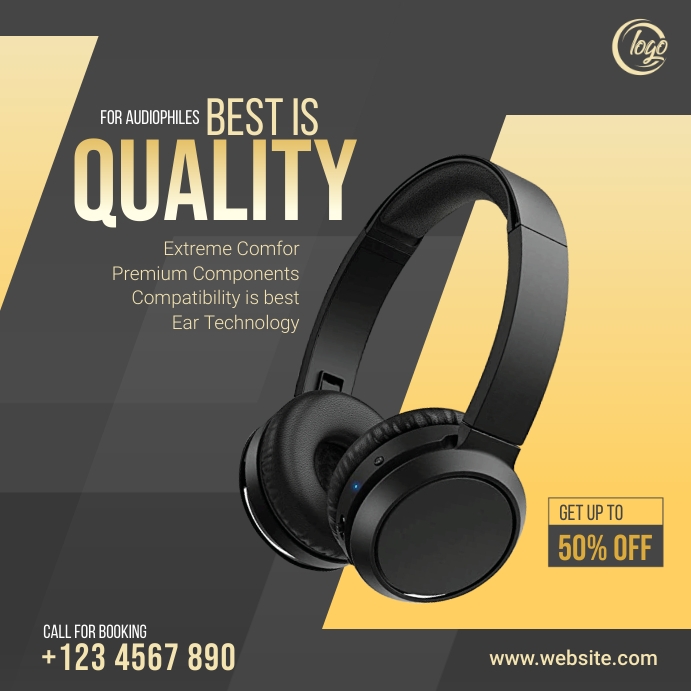 logo
FOR AUDIOPHILES BEST IS
QUALITY
Extreme Comfor
Premium Components
Compatibility is best
Ear Technology
GET UP TO
50% OFF
CALL FOR BOOKING
+123 4567 890
www.website.com